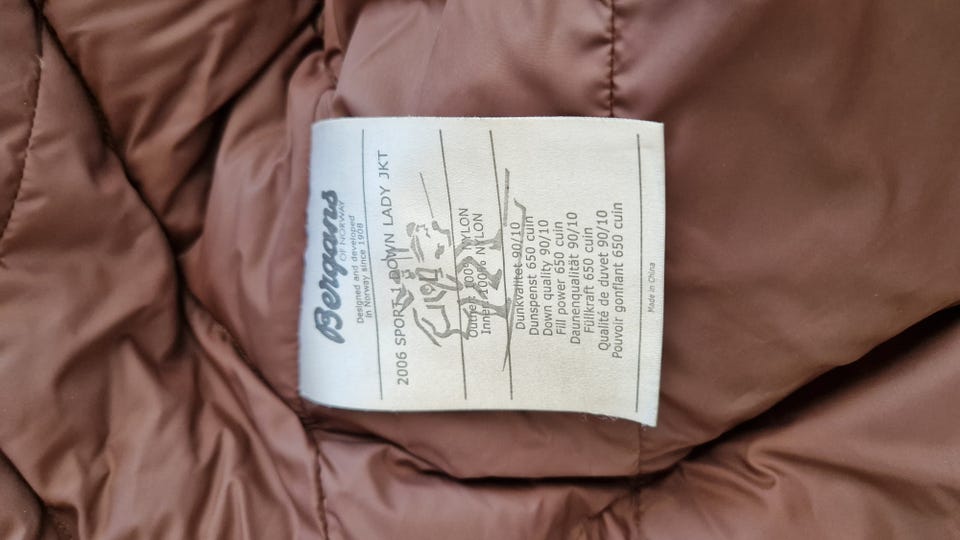 Bergans
OF NORWAY
Designed and developed
in Norway since 1908
2006 SPORT 1 DOWN LADY JKT
Outer: 100% NYLON
Inner: 100% NYLON
Dunkvalitet 90/10
Dunspenst 650 cuin
Down quality 90/10
Fill power 650 cuin
Daunenqualität 90/10
Füllkraft 650 cuin
Qualité de duvet 90/10
Pouvoir gonflant 650 cuin
Made in China